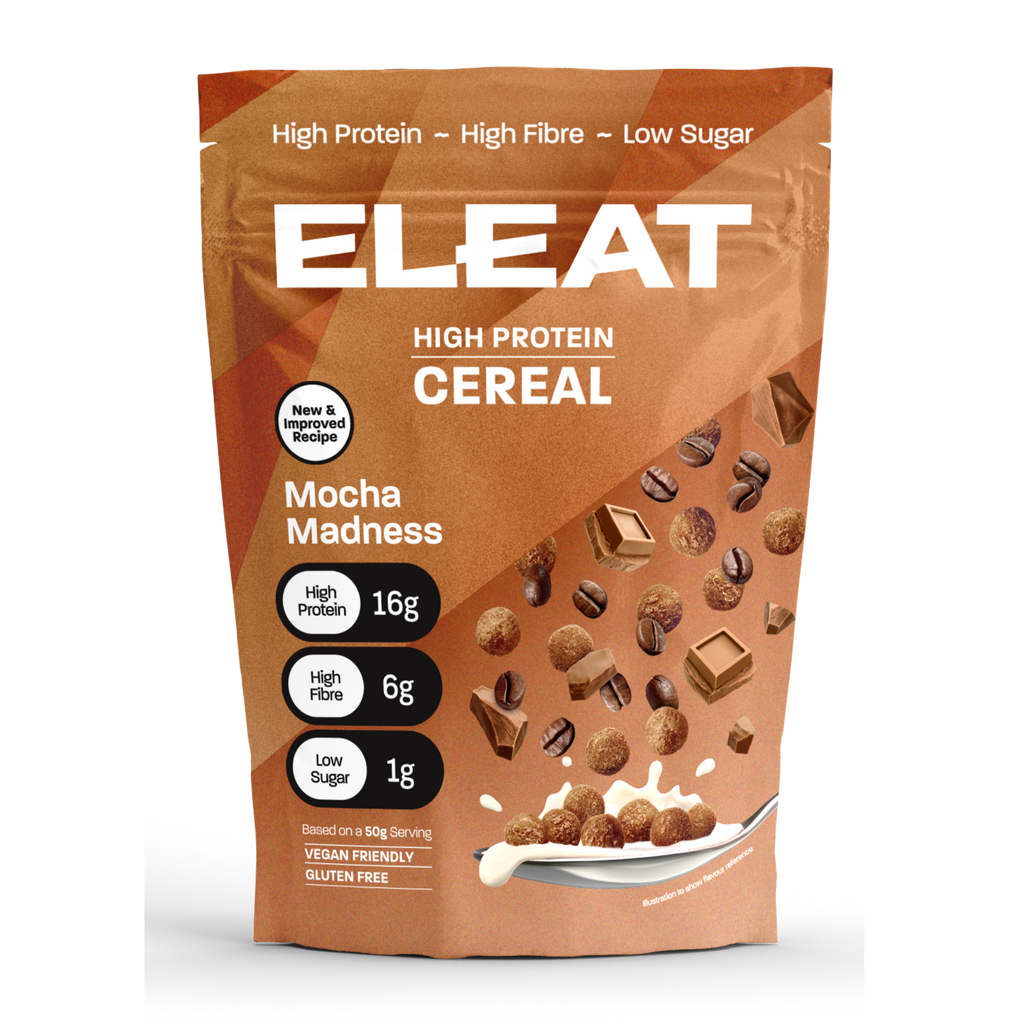 High Protein ~ High Fibre ~ Low Sugar
ELEAT
HIGH PROTEIN
CEREAL
New &
Improved
Recipe
Mocha
Madness
High
Protein
16g
High
Fibre
6g
Low
Sugar
1g
Based on a 50g Serving
VEGAN FRIENDLY
GLUTEN FREE
Illustration to show flavour reference